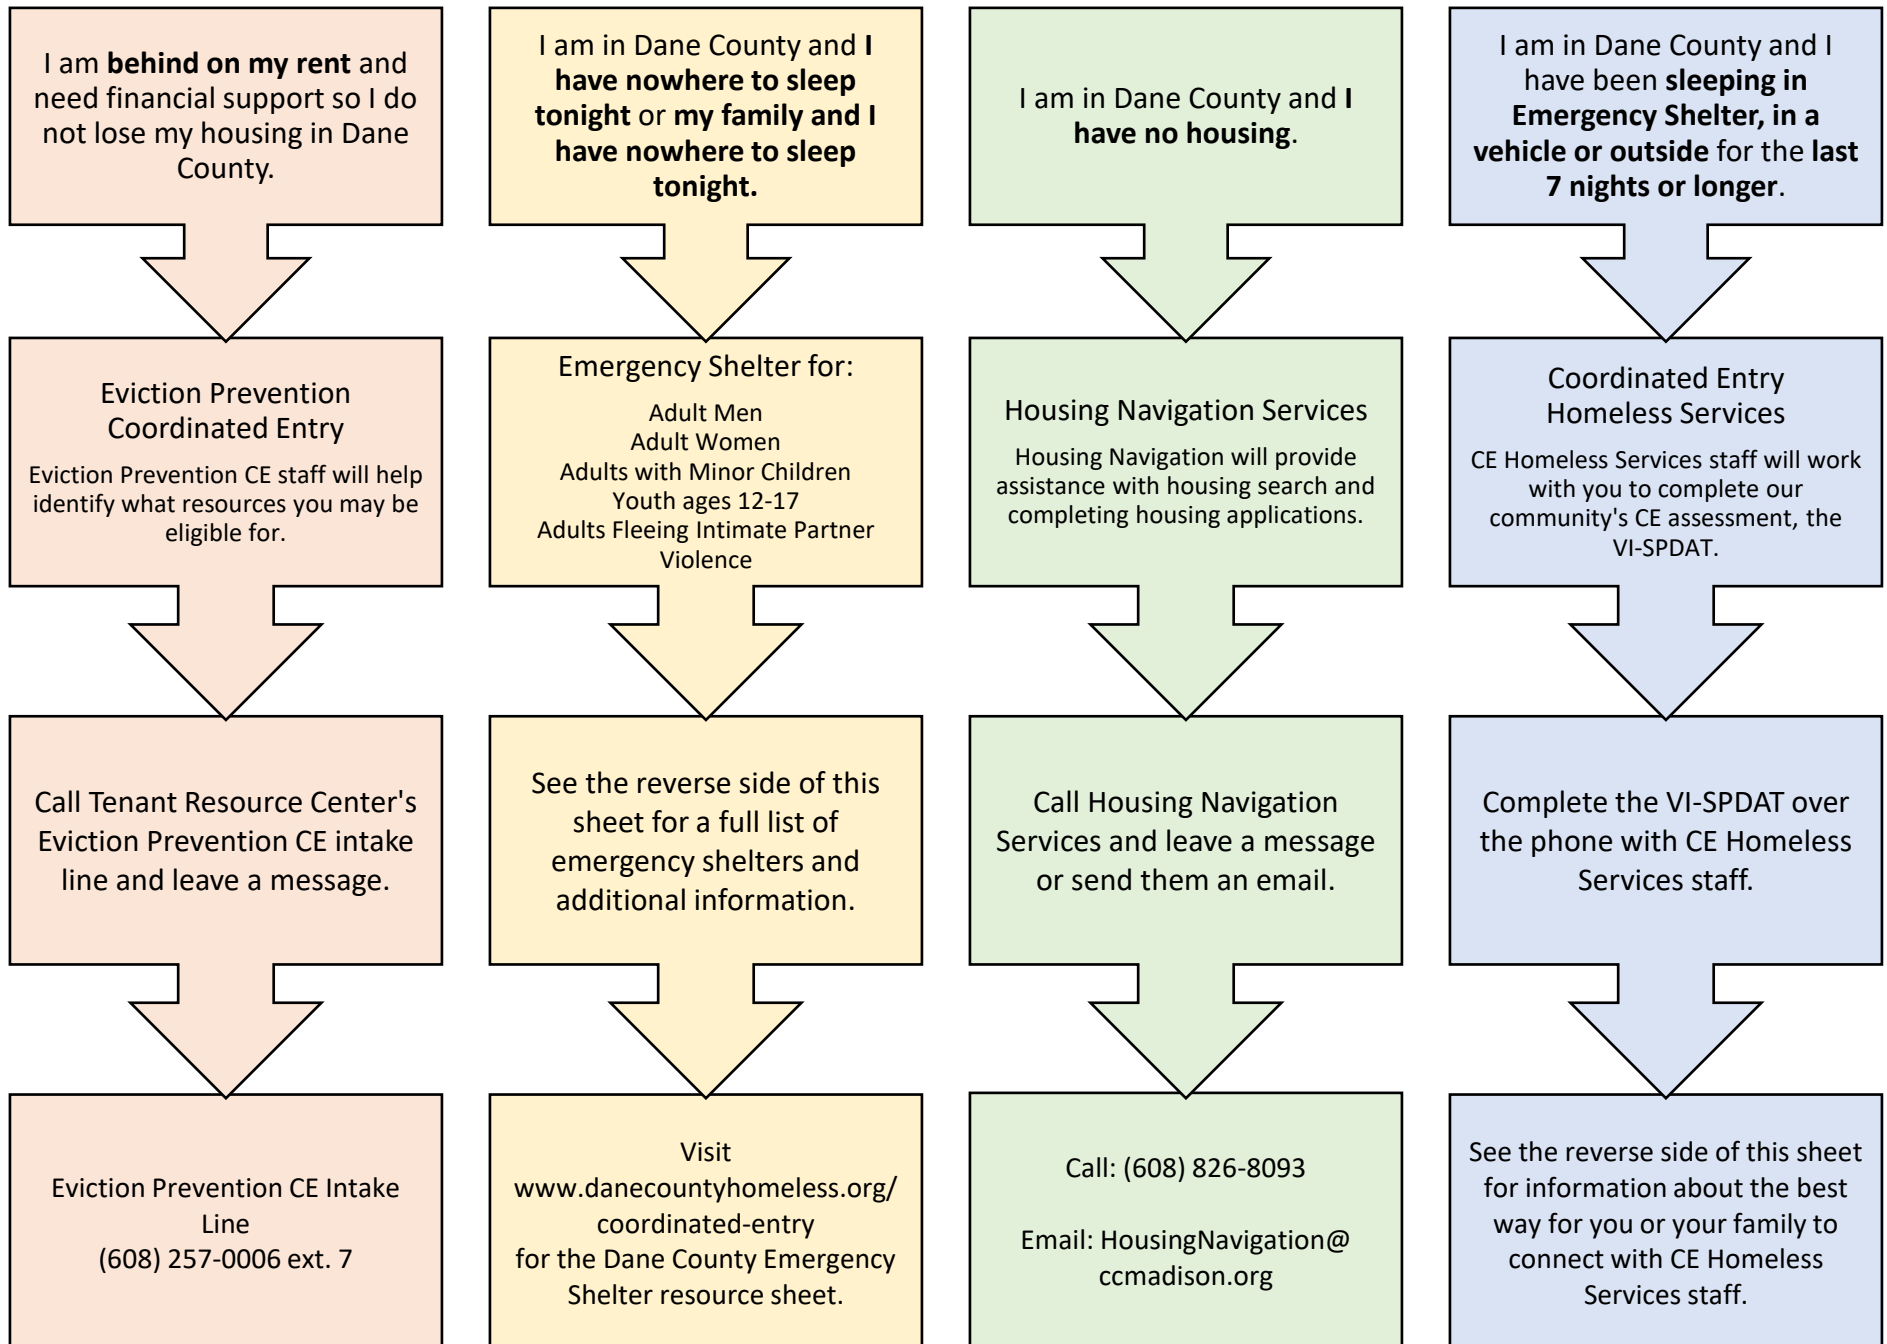 I am behind on my rent and
need financial support so I do
not lose my housing in Dane
County.
Eviction Prevention
Coordinated Entry
Eviction Prevention CE staff will help
identify what resources you may be
eligible for.
Call Tenant Resource Center's
Eviction Prevention CE intake
line and leave a message.
Eviction Prevention CE Intake
Line
(608) 257-0006 ext. 7
I am in Dane County and I
have nowhere to sleep
tonight or my family and I
have nowhere to sleep
tonight.
Emergency Shelter for:
Adult Men
Adult Women
Adults with Minor Children
Youth ages 12-17
Adults Fleeing Intimate Partner
Violence
See the reverse side of this
sheet for a full list of
emergency shelters and
additional information.
Visit
www.danecountyhomeless.org/
coordinated-entry
for the Dane County Emergency
Shelter resource sheet.
I am in Dane County and I
have no housing.
Housing Navigation Services
Housing Navigation will provide
assistance with housing search and
completing housing applications.
Call Housing Navigation
Services and leave a message
or send them an email.
Call: (608) 826-8093
Email: HousingNavigation@
ccmadison.org
I am in Dane County and I
have been sleeping in
Emergency Shelter, in a
vehicle or outside for the last
7 nights or longer.
Coordinated Entry
Homeless Services
CE Homeless Services staff will work
with you to complete our
community's CE assessment, the
VI-SPDAT.
Complete the VI-SPDAT over
the phone with CE Homeless
Services staff.
See the reverse side of this sheet
for information about the best
way for you or your family to
connect with CE Homeless
Services staff.